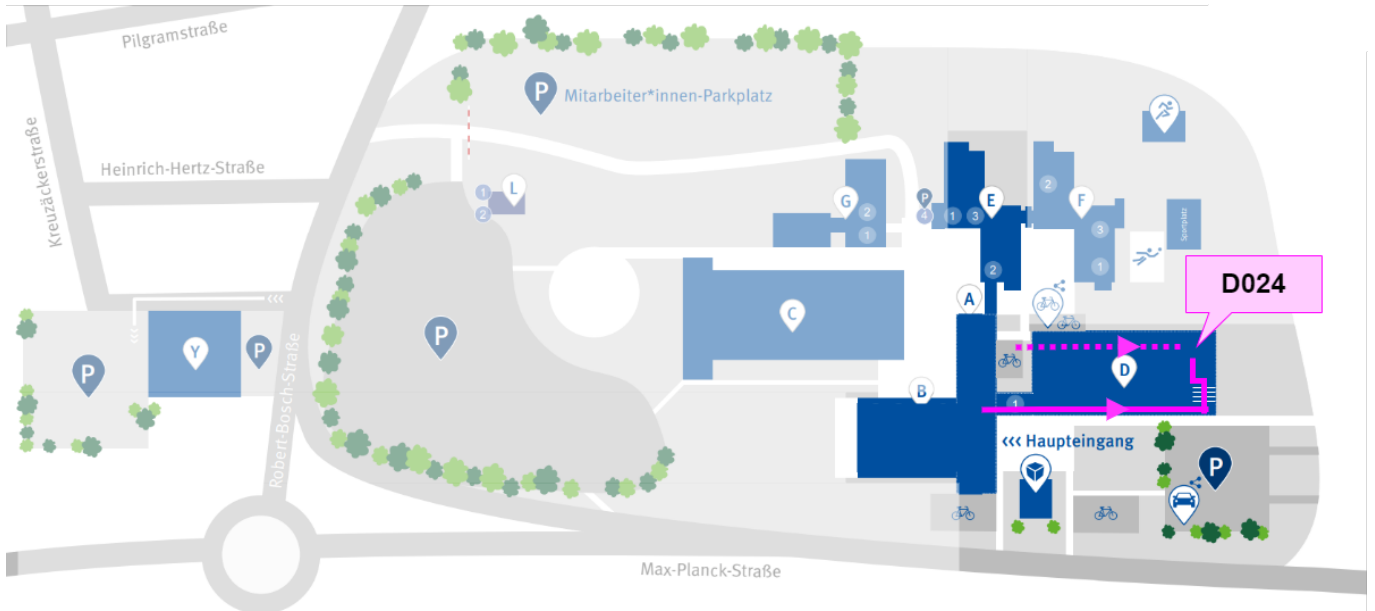 Pilgramstraße
Kreuzäckerstraße
Heinrich-Hertz-Straße
P
Mitarbeiter*innen-Parkplatz
1
L
2
G
2
1
P
4
1
3
E
2
2
F
3
1
Sportplatz
D024
A
C
P
Y
P
P
Robert-Bosch-Straße
B
1
D
‹‹‹ Haupteingang
P
Max-Planck-Straße